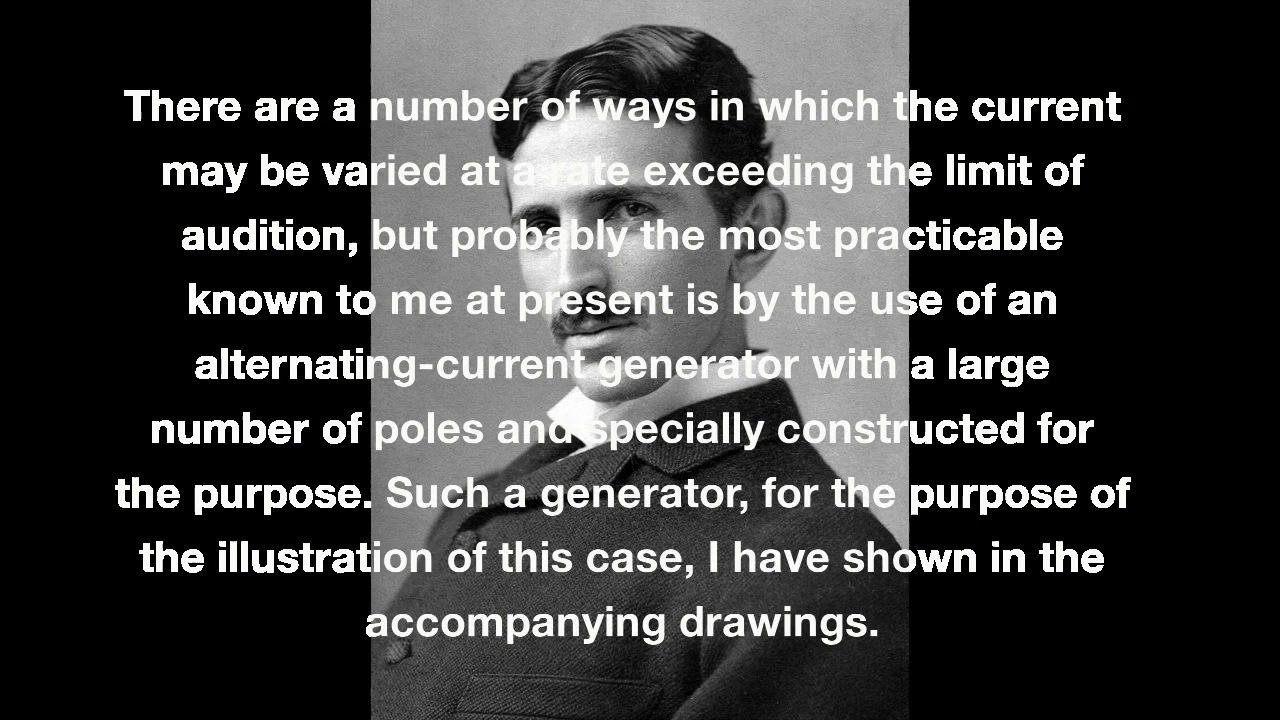 There are a number of ways in which the current
may be varied at a rate exceeding the limit of
audition, but probably the most practicable
known to me at present is by the use of an
alternating-current generator with a large
number of poles and specially constructed for
the purpose. Such a generator, for the purpose of
the illustration of this case, I have shown in the
accompanying drawings.